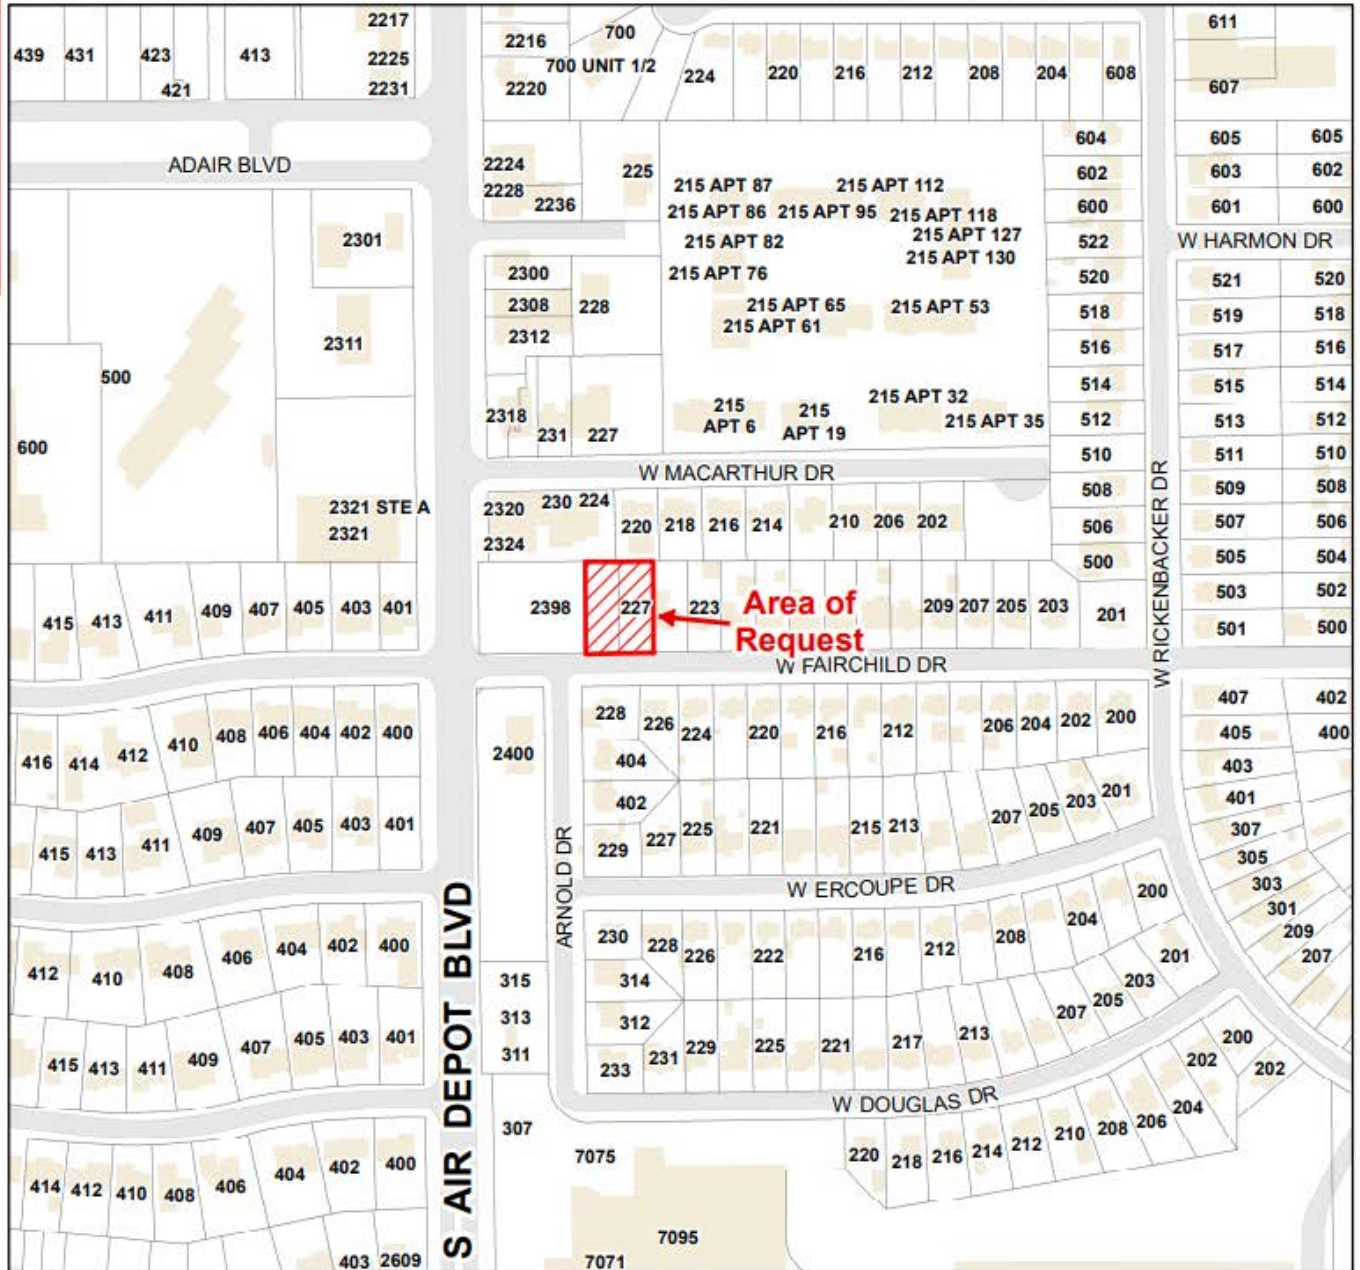 2217
700
611
2216
439 431 423 413
2225
700 UNIT 1/2
224 220 216 212 208 204 608
421
2231
2220
607
604
605 605
ADAIR BLVD
2224
225
602
603 602
2228
215 APT 87 215 APT 112
2236
215 APT 86 215 APT 95 215 APT 118
600
601 600
2301
215 APT 82
215 APT 127
522
W HARMON DR
215 APT 130
2300
215 APT 76
520
521 520
2308
228
215 APT 65
215 APT 53
518
519 518
2311
2312
215 APT 61
516
517 516
500
514
515 514
215 APT 32
2318
215
APT 6
215
APT 19
215 APT 35
512
513 512
231 227
600
510
511 510
W MACARTHUR DR
508
509 508
2321 STE A
2320 230 224
220 218 216 214 210 206 202
506
507 506
2321
2324
500
505 504
415 413 411 409 407 405 403 401
2398
227
223
Area of
Request
209 207 205 203
201
503 502
501 500
W FAIRCHILD DR
W RICKENBACKER DR
228 226 224 220 216 212 206 204 202 200
407 402
416 414 412 410 408 406 404 402 400
2400
404
405 400
403
402
401
415 413 411 409 407 405 403 401
229 227 225 221 215 213 207 205 203 201
307
305
ARNOLD DR
W ERCOUPE DR
303
301
209
207
S AIR DEPOT BLVD
412 410 408 406 404 402 400
230 228 226 222 216 212 208 204 200
315
314
313
312
311
415 413 411 409 407 405 403 401
233 231 229 225 221 217 213 207 205 203 201
W DOUGLAS DR
200
202
202
307
7075
220 218 216 214 212 210 208 206 204
414 412 410 408 406 404 402 400
7095
403 2609
7071